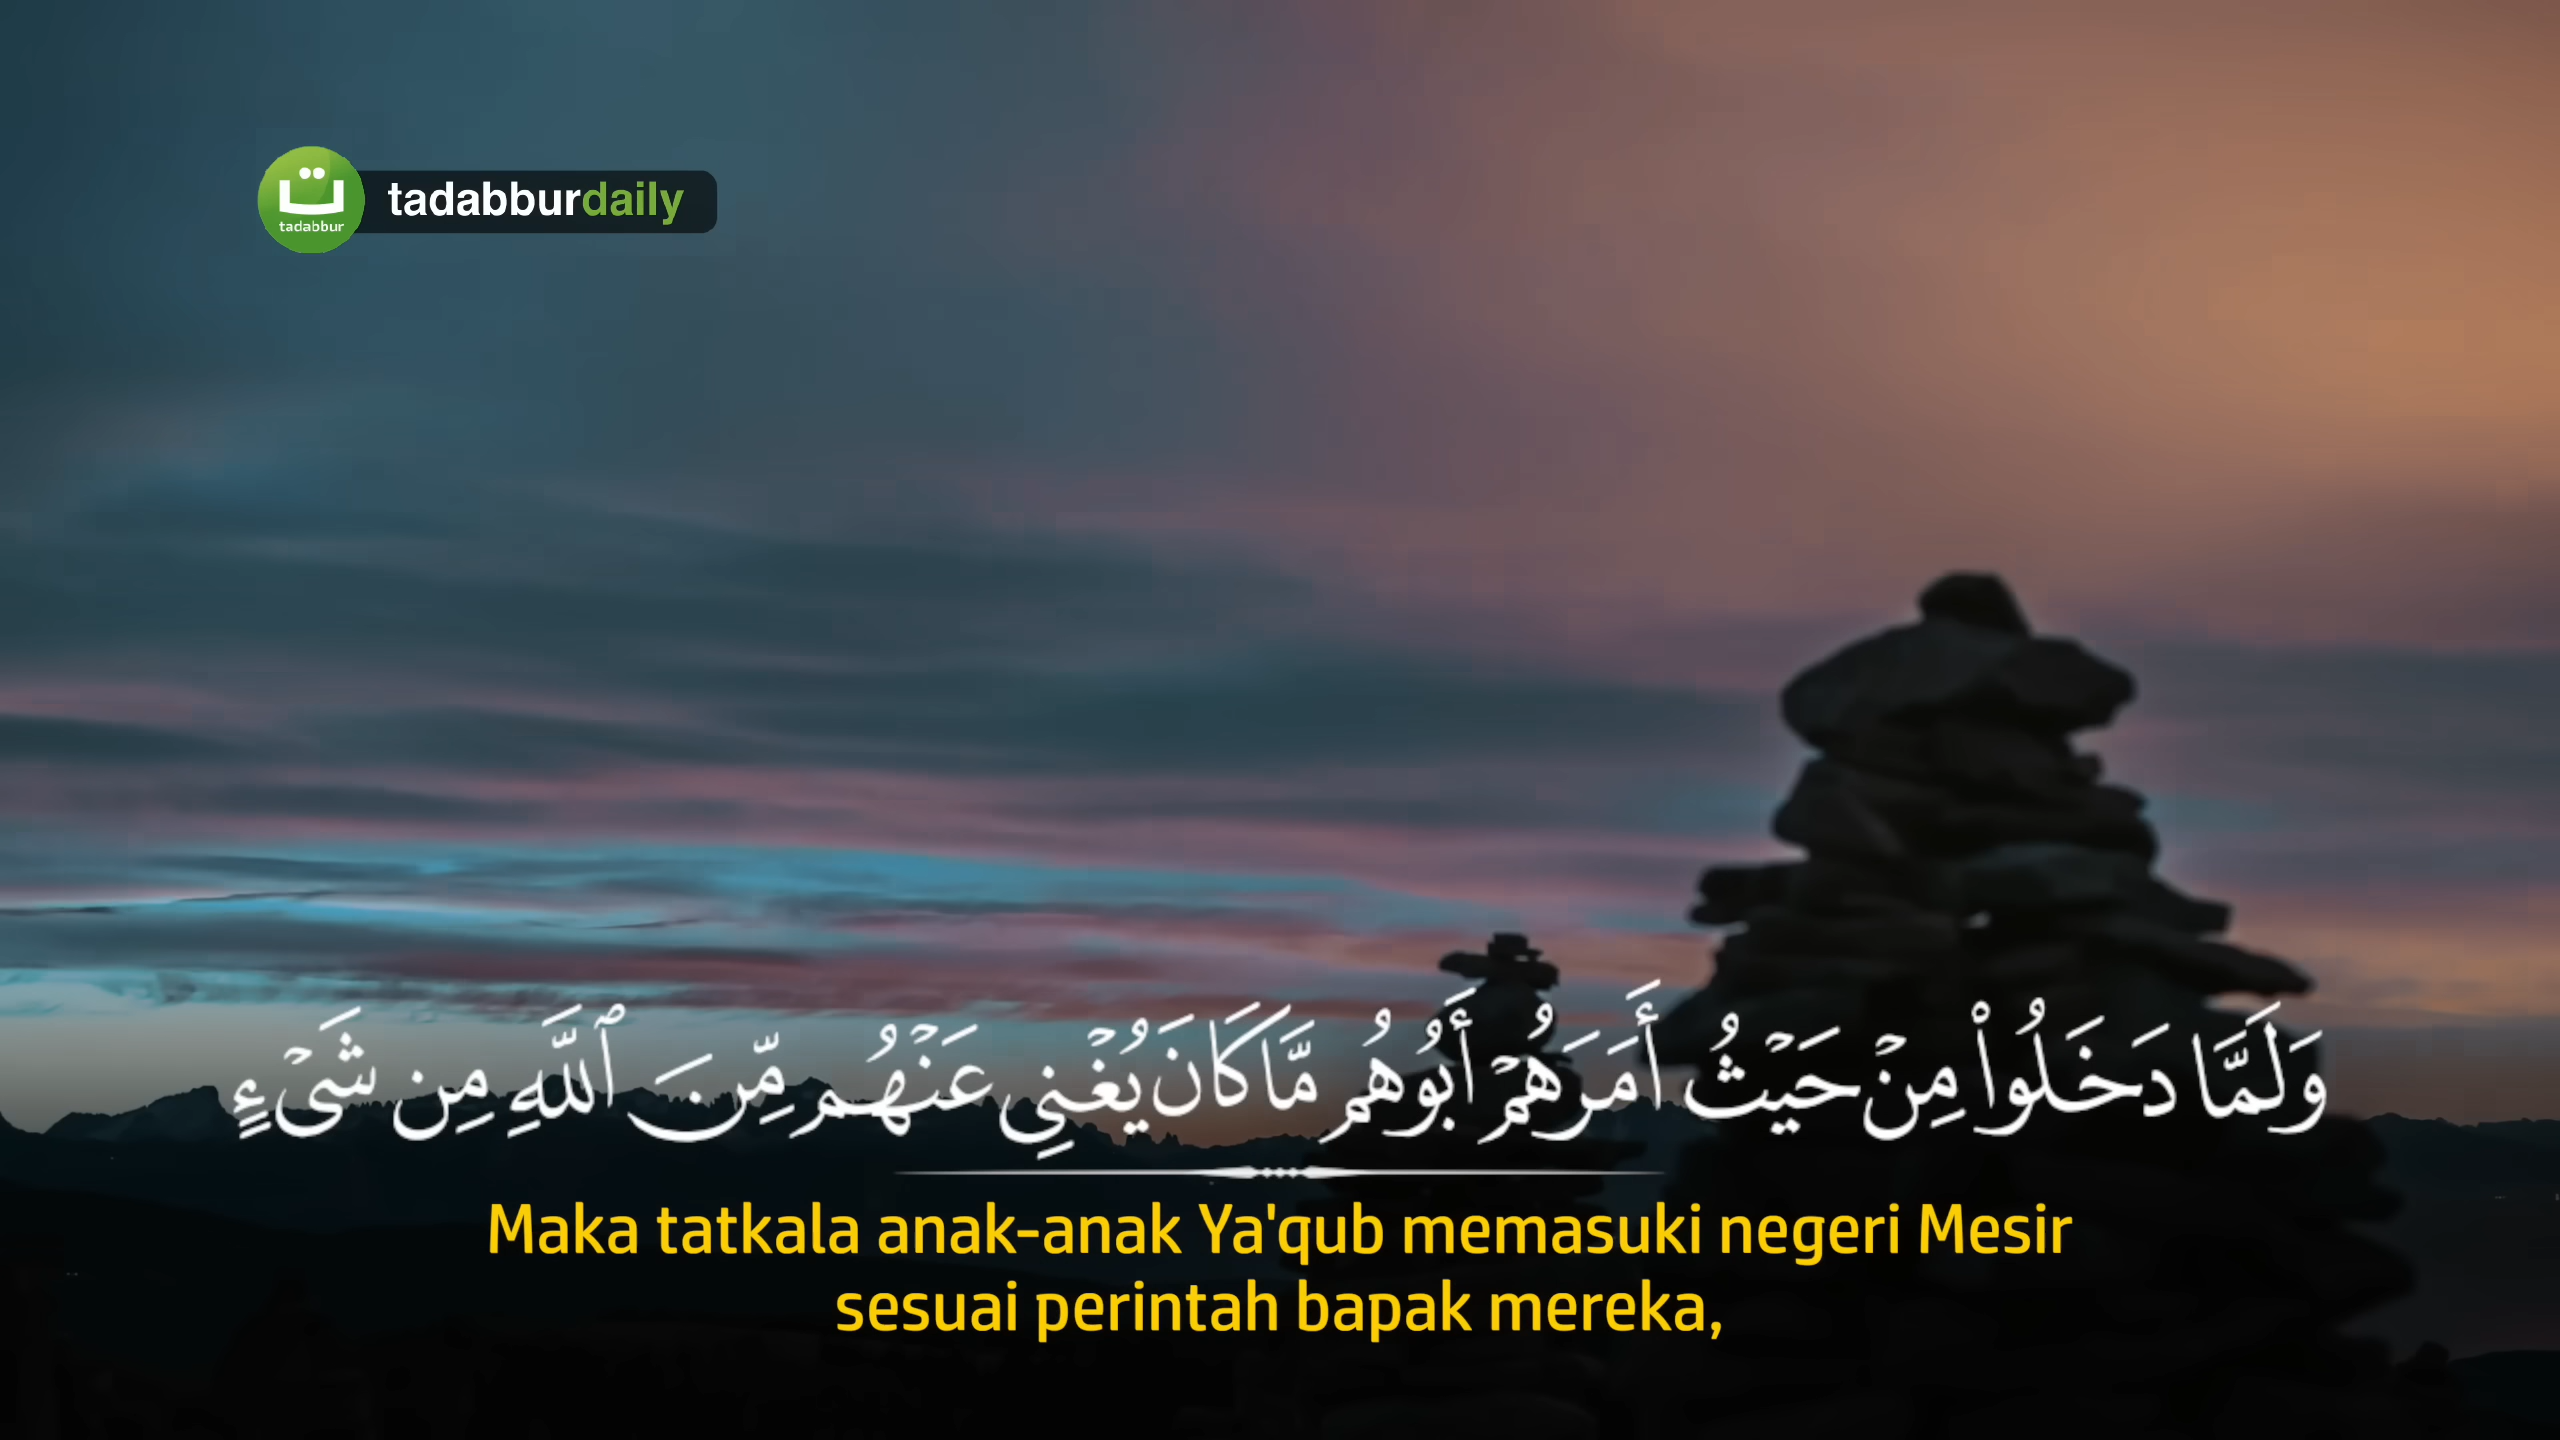 ت
tadabbur
tadabburdaily
وَلَمَّا دَخَلُوا۟ مِنْ حَيْثُ أَمَرَهُمْ أَبُوهُم مَّا كَانَ يُغْنِى عَنْهُم مِّنَ ٱللَّهِ مِن شَىْءٍ
Maka tatkala anak-anak Ya'qub memasuki negeri Mesir
sesuai perintah bapak mereka,